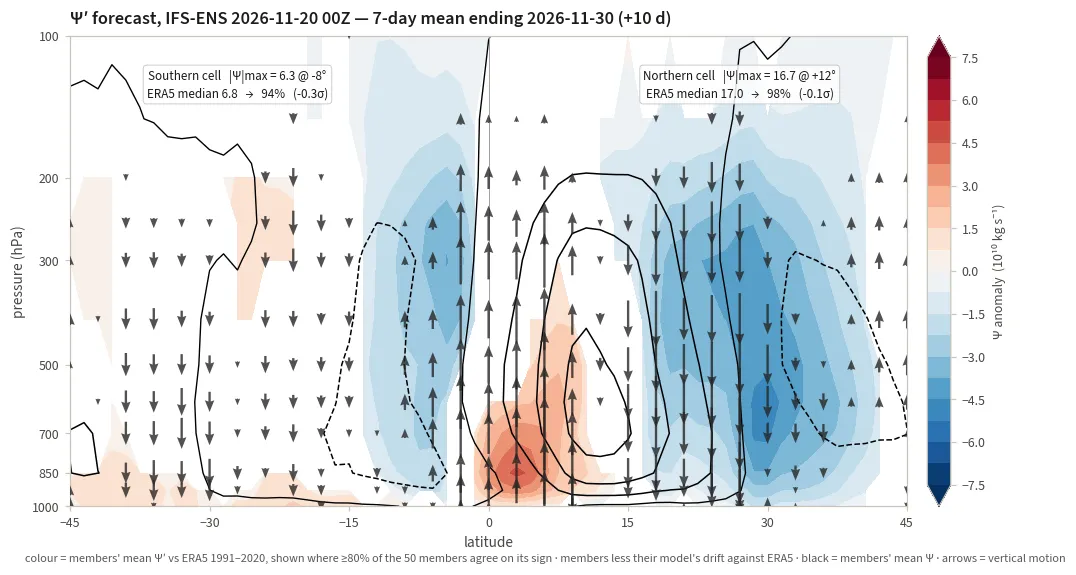 Ψ′ forecast, IFS-ENS 2026-11-20 00Z — 7-day mean ending 2026-11-30 (+10 d)
Southern cell |Ψ|max = 6.3 @ -8°
ERA5 median 6.8 → 94% (-0.3σ)
Northern cell |Ψ|max = 16.7 @ +12°
ERA5 median 17.0 → 98% (-0.1σ)
pressure (hPa)
100
200
300
500
700
850
1000
−45
−30
−15
0
15
30
45
latitude
7.5
6.0
4.5
3.0
1.5
0.0
−1.5
−3.0
−4.5
−6.0
−7.5
Ψ anomaly (10¹⁰ kg s⁻¹)
colour = members' mean Ψ′ vs ERA5 1991–2020, shown where ≥80% of the 50 members agree on its sign · members less their model's drift against ERA5 · black = members' mean Ψ · arrows = vertical motion